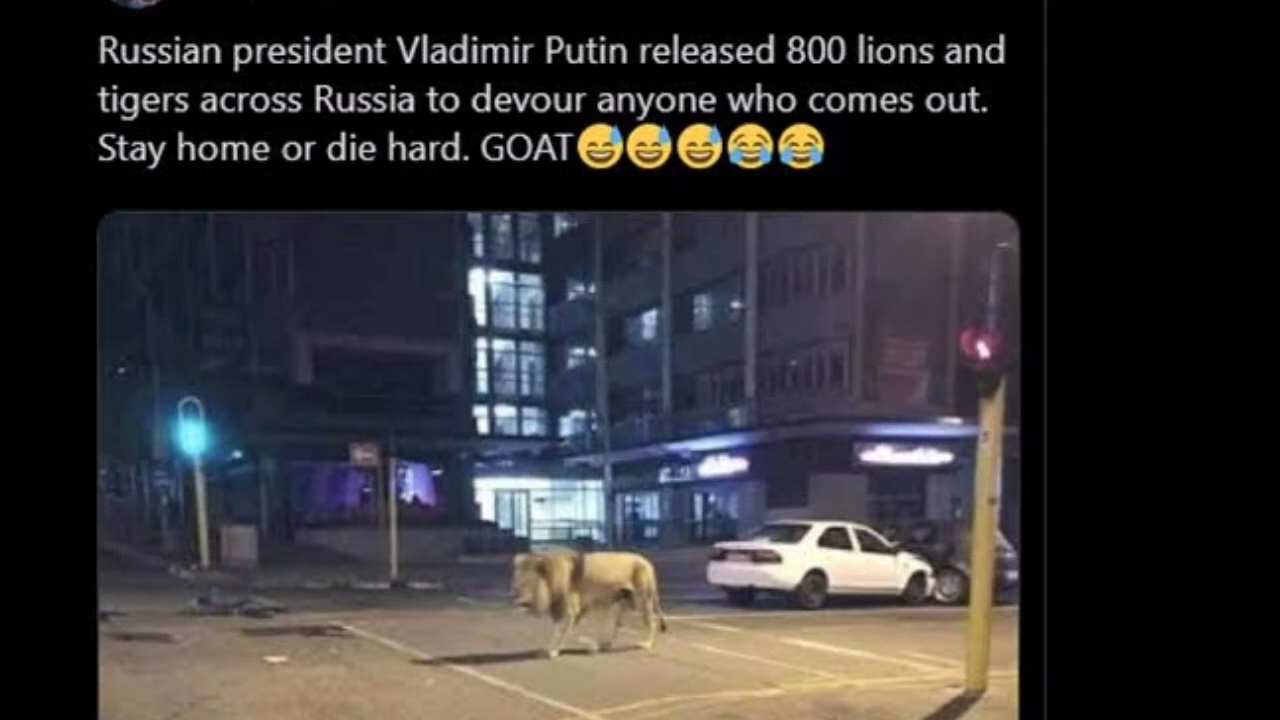 Russian president Vladimir Putin released 800 lions and
tigers across Russia to devour anyone who comes out.
Stay home or die hard. GOAT😅😅😅😂😂